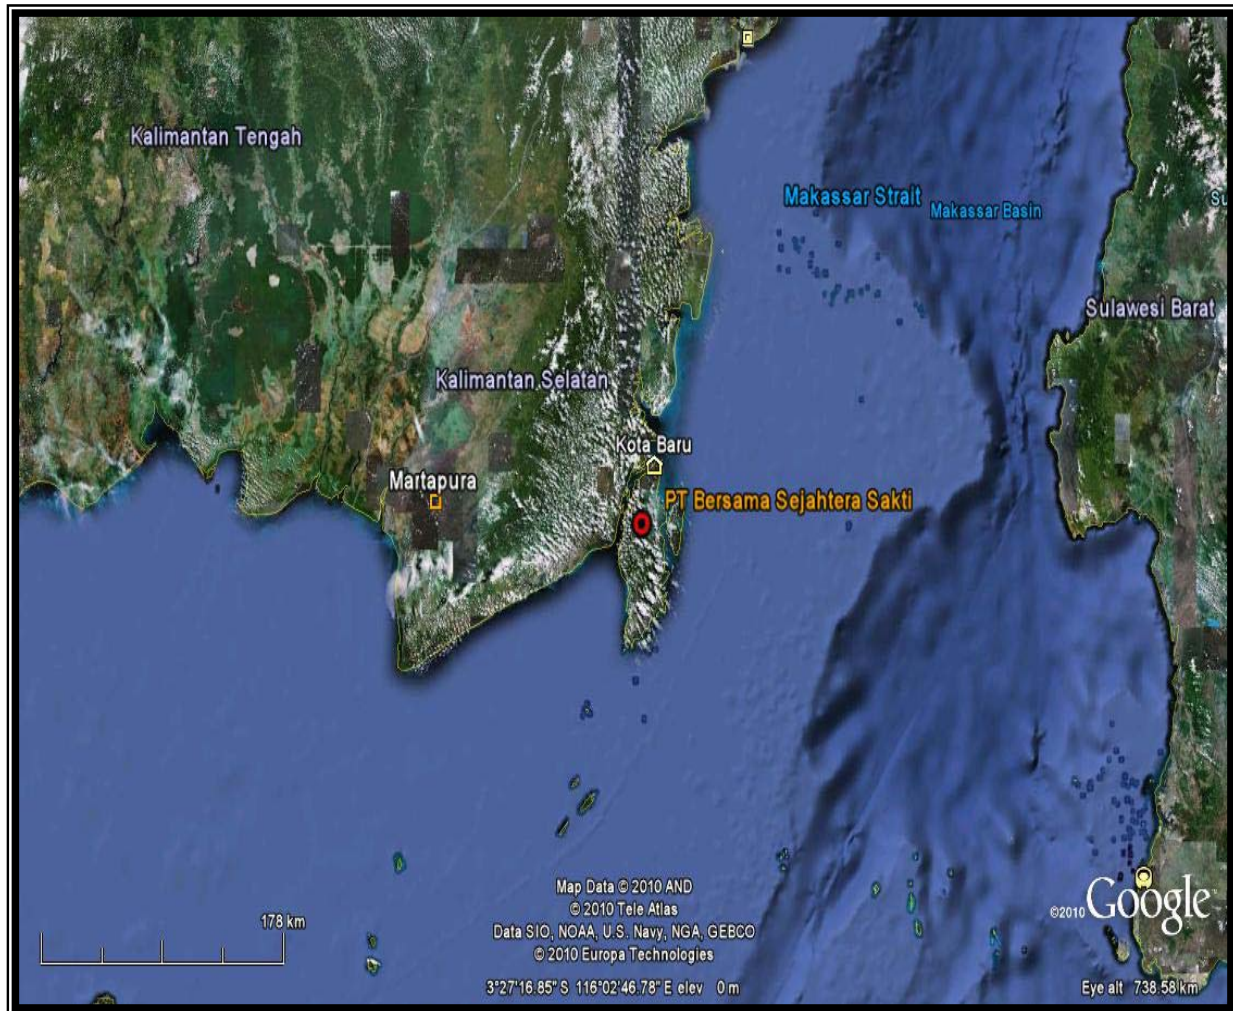 Kalimantan Tengah
Makassar Strait
Makassar Basin
Su
Sulawesi Barat
Kalimantan Selatan
Kota Baru
Martapura
PT Bersama Sejahtera Sakti
178 km
Map Data © 2010 AND
© 2010 Tele Atlas
Data SIO, NOAA, U.S. Navy, NGA, GEBCO
© 2010 Europa Technologies
©2010 Google™
3°27'16.85" S 116°02'46.78" E elev 0 m
Eye alt 738.58 km